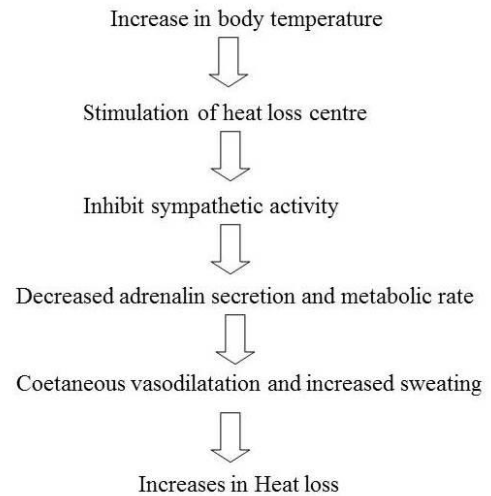 Increase in body temperature
Stimulation of heat loss centre
Inhibit sympathetic activity
Decreased adrenalin secretion and metabolic rate
Coetaneous vasodilatation and increased sweating
Increases in Heat loss